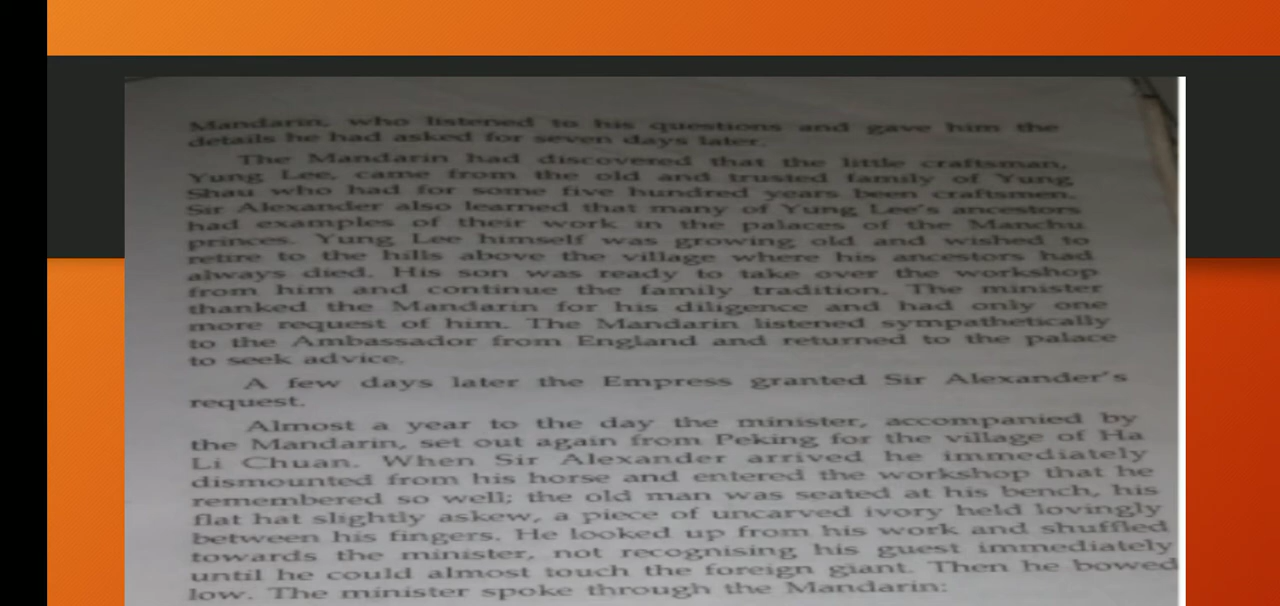 Mandarin, who listened to his questions and gave him the
details he had asked for seven days later.
The Mandarin had discovered that the little craftsman,
Yung Lee, came from the old and trusted family of Yung
Shau who had for some five hundred years been craftsmen.
Sir Alexander also learned that many of Yung Lee's ancestors
had examples of their work in the palaces of the Manchu
princes. Yung Lee himself was growing old and wished to
retire to the hills above the village where his ancestors had
always died. His son was ready to take over the workshop
from him and continue the family tradition. The minister
thanked the Mandarin for his diligence and had only one
more request of him. The Mandarin listened sympathetically
to the Ambassador from England and returned to the palace
to seek advice.
A few days later the Empress granted Sir Alexander's
request.
Almost a year to the day the minister, accompanied by
the Mandarin, set out again from Peking for the village of Ha
Li Chuan. When Sir Alexander arrived he immediately
dismounted from his horse and entered the workshop that he
remembered so well; the old man was seated at his bench, his
flat hat slightly askew, a piece of uncarved ivory held lovingly
between his fingers. He looked up from his work and shuffled
towards the minister, not recognising his guest immediately
until he could almost touch the foreign giant. Then he bowed
low. The minister spoke through the Mandarin: